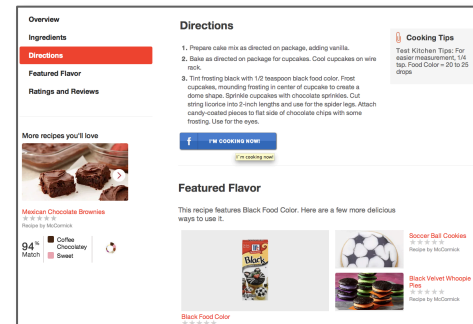 Overview
Ingredients
Directions
Featured Flavor
Ratings and Reviews
More recipes you'll love
Mexican Chocolate Brownies
Recipe by McCormick
94%
Match
Coffee
Chocolatey
Sweet
Directions
1. Prepare cake mix as directed on package, adding vanilla.
2. Bake as directed on package for cupcakes. Cool cupcakes on wire
rack.
3. Tint frosting black with 1/2 teaspoon black food color. Frost
cupcakes, mounding frosting in center of cupcake to create a
dome shape. Sprinkle cupcakes with chocolate sprinkles. Cut
string licorice into 2-inch lengths and use for the spider legs. Attach
candy-coated pieces to flat side of chocolate chips with some
frosting. Use for the eyes.
f I'M COOKING NOW!
I'm cooking now!
Cooking Tips
Test Kitchen Tips: For
easier measurement, 1/4
tsp. Food Color = 20 to 25
drops
Featured Flavor
This recipe features Black Food Color. Here are a few more delicious
ways to use it.
Black
Black Food Color
Soccer Ball Cookies
Recipe by McCormick
Black Velvet Whoopie
Pies
Recipe by McCormick